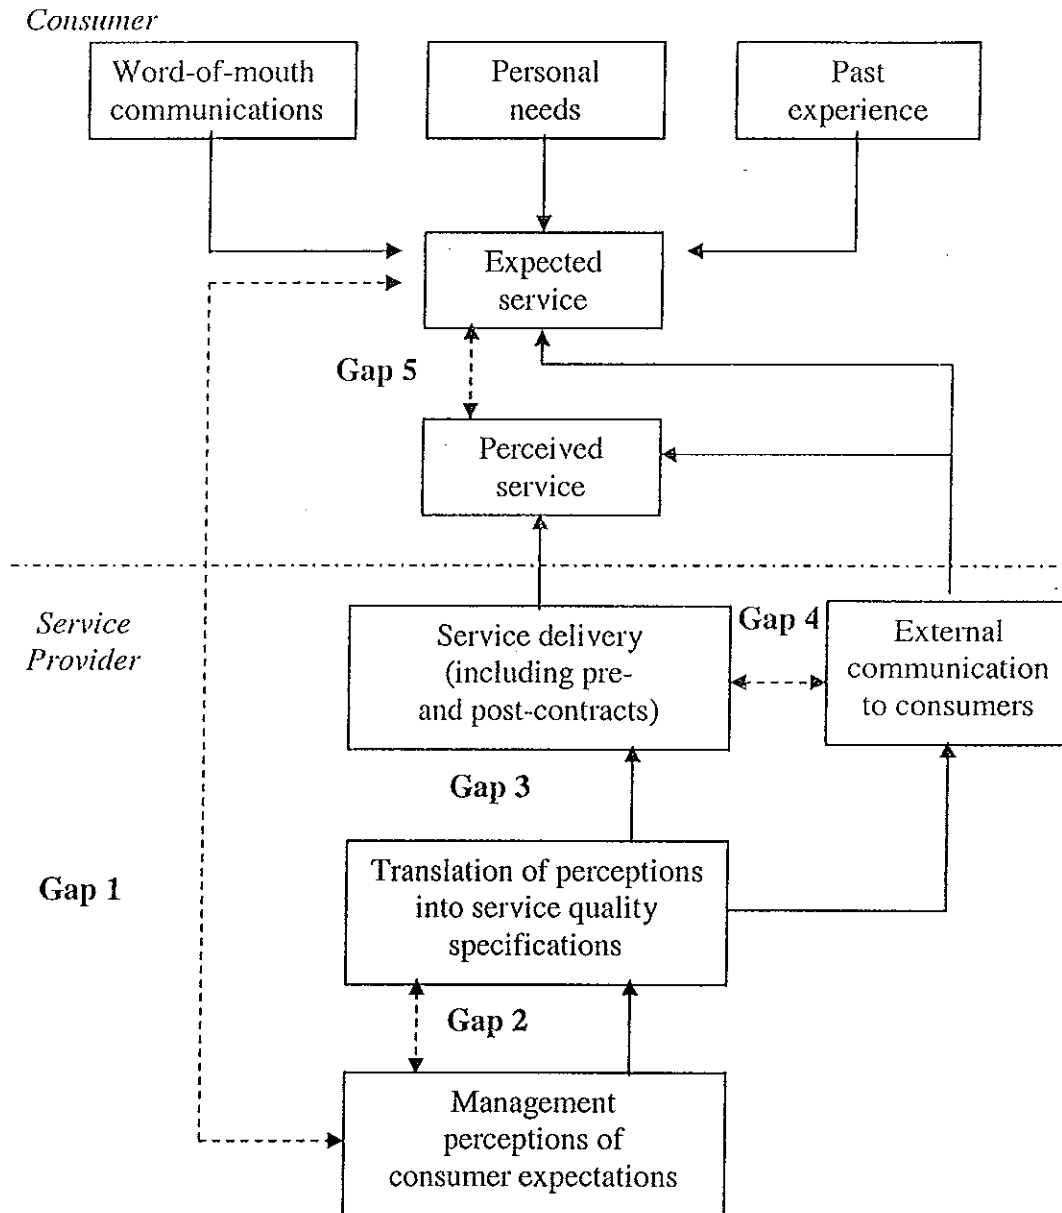 Consumer
Word-of-mouth
communications
Personal
needs
Past
experience
Expected
service
Gap 5
Perceived
service
Service
Provider
Service delivery
(including pre-
and post-contracts)
Gap 4
External
communication
to consumers
Gap 3
Translation of perceptions
into service quality
specifications
Gap 1
Gap 2
Management
perceptions of
consumer expectations